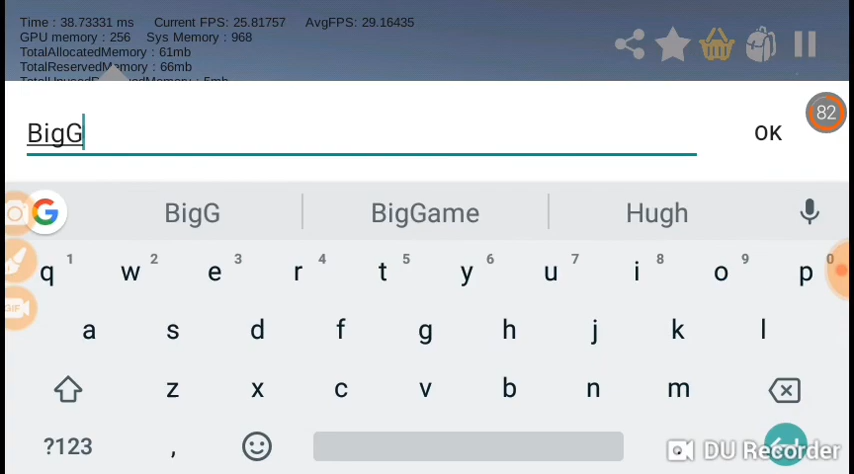 Time : 38.73331 ms Current FPS: 25.81757 AvgFPS: 29.16435
GPU memory : 256 Sys Memory : 968
TotalAllocatedMemory : 61mb
TotalReservedMemory : 66mb
BigG
OK
82
BigG BigGame Hugh
q 1 w 2 e 3 r 4 t 5 y 6 u 7 i 8 o 9 p 0
a s d f g h j k l
GIF
z x c v b n m
?123 , .
DU Recorder